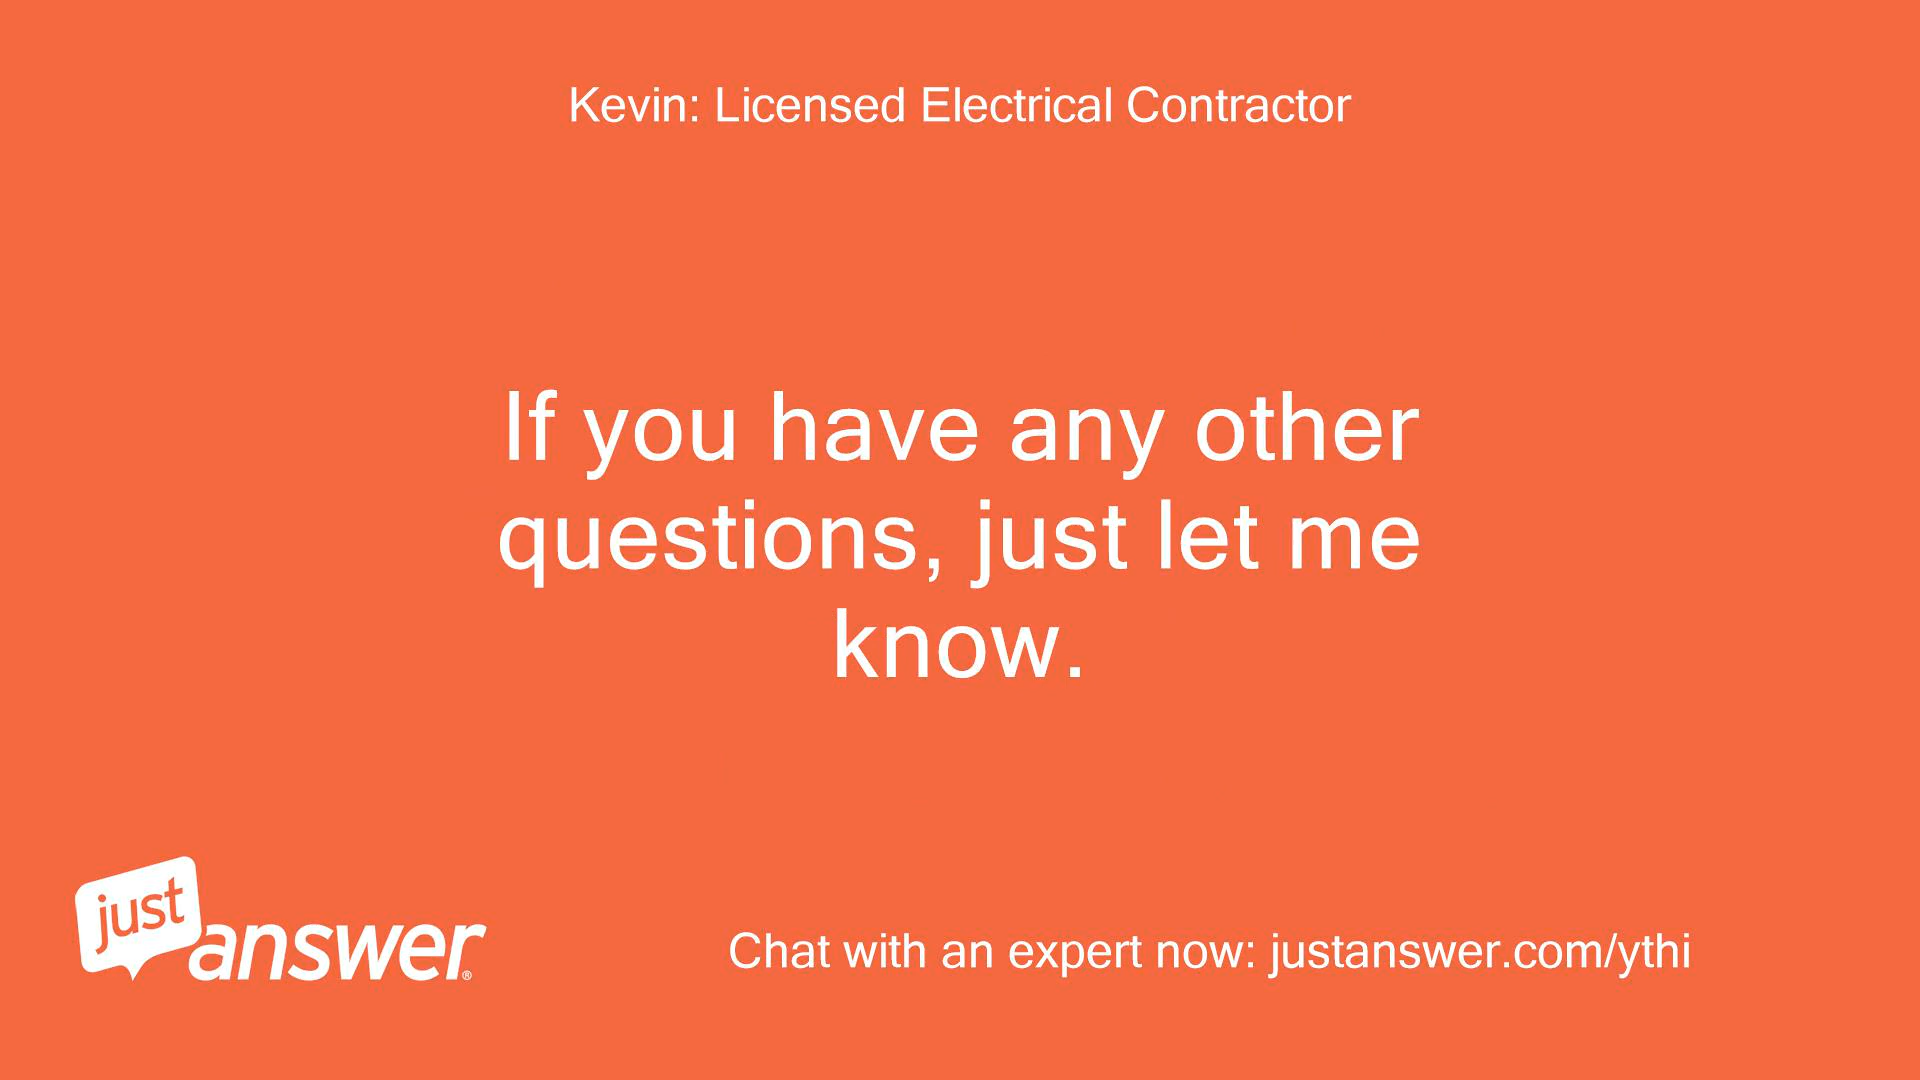 Kevin: Licensed Electrical Contractor
If you have any other
questions, just let me
know.
just
answer®
Chat with an expert now: justanswer.com/ythi